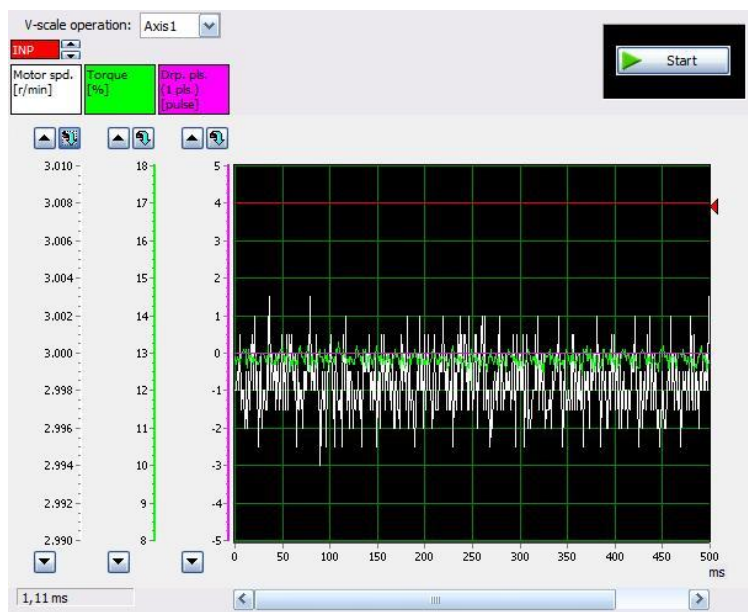 V-scale operation: Axis1
INP
Start
Motor spd.
[r/min]
Torque
[%]
Drp. pls.
(1 pls.)
[pulse]
3.010 18 5
3.008 17 4
3.006 16 3
3.004 15 2
3.002 14 1
3.000 13 0
2.998 12 -1
2.996 11 -2
2.994 10 -3
2.992 9 -4
2.990 8 -5
0 50 100 150 200 250 300 350 400 450 500
ms
1,11 ms